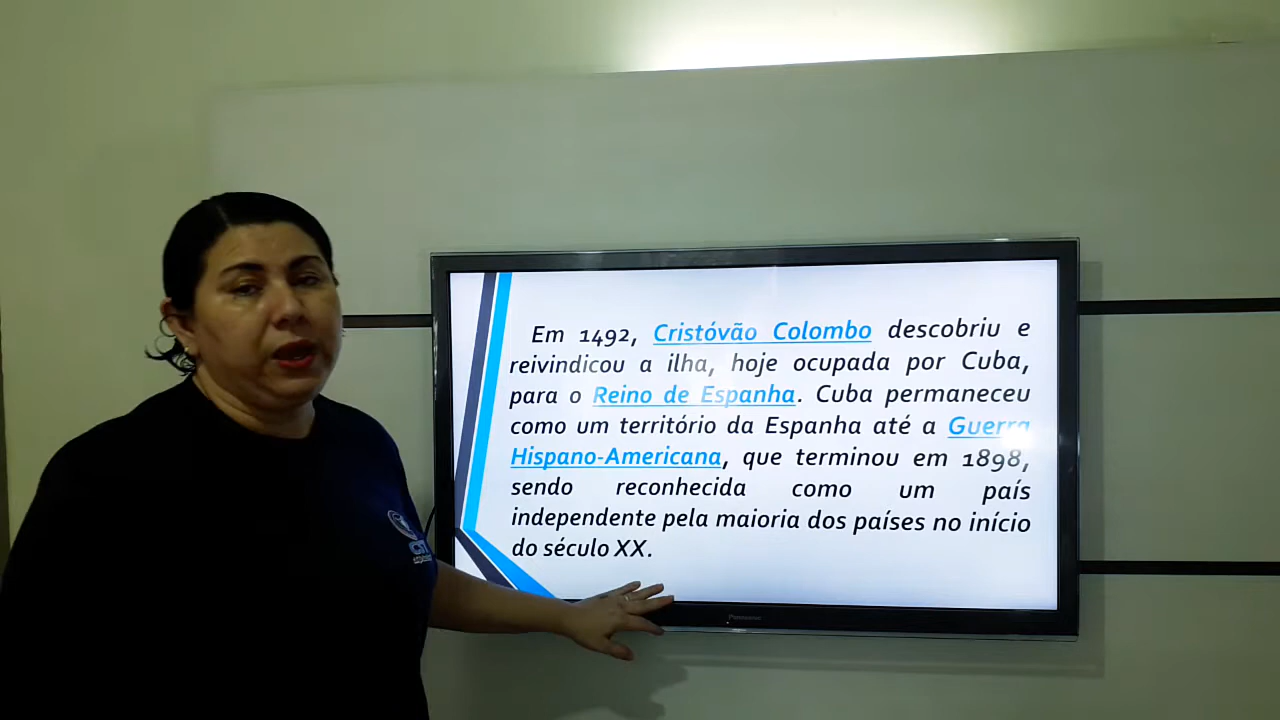 Em 1492, Cristóvão Colombo descobriu e
reivindicou a ilha, hoje ocupada por Cuba,
para o Reino de Espanha. Cuba permaneceu
como um território da Espanha até a Guerra
Hispano-Americana, que terminou em 1898,
sendo reconhecida como um país
independente pela maioria dos países no início
do século XX.
Panasonic